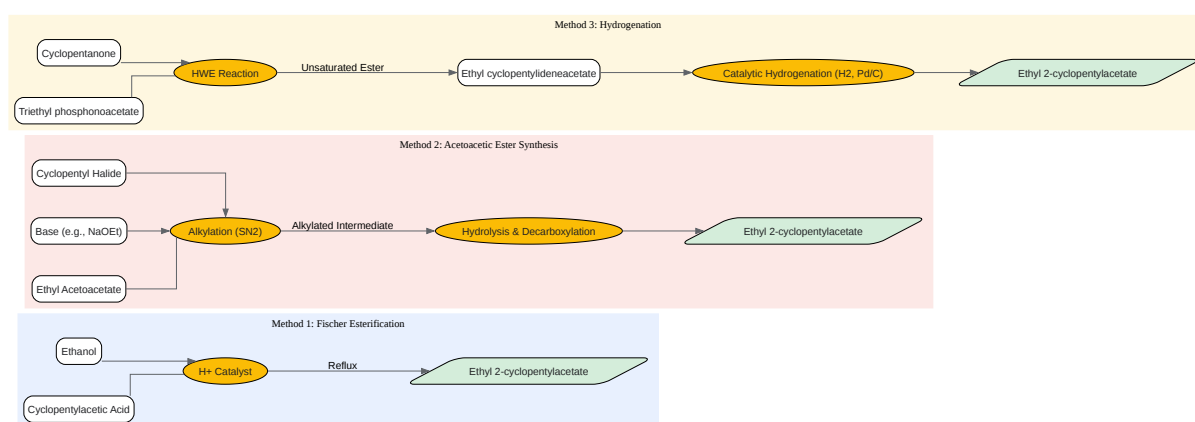 Method 3: Hydrogenation
Cyclopentanone
HWE Reaction
Unsaturated Ester
Ethyl cyclopentylideneacetate
Catalytic Hydrogenation (H2, Pd/C)
Ethyl 2-cyclopentylacetate
Triethyl phosphonoacetate
Method 2: Acetoacetic Ester Synthesis
Cyclopentyl Halide
Base (e.g., NaOEt)
Alkylation (SN2)
Alkylated Intermediate
Hydrolysis & Decarboxylation
Ethyl 2-cyclopentylacetate
Ethyl Acetoacetate
Method 1: Fischer Esterification
Ethanol
H+ Catalyst
Reflux
Ethyl 2-cyclopentylacetate
Cyclopentylacetic Acid